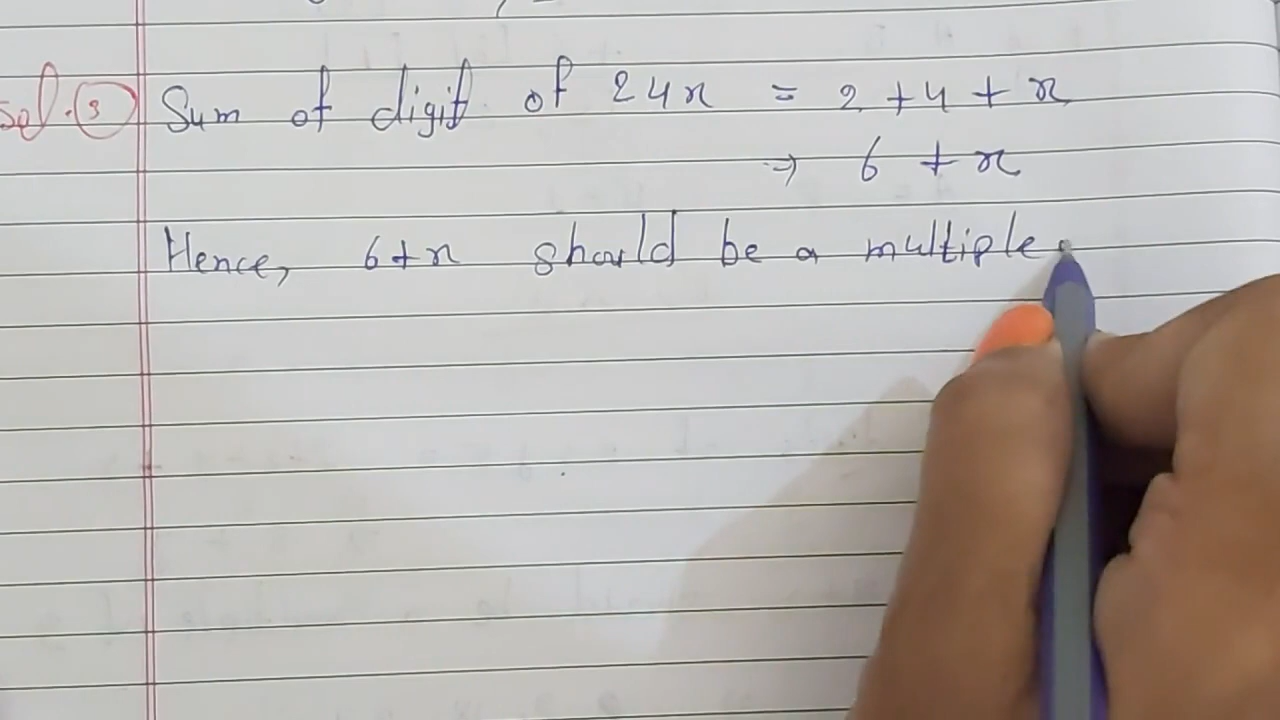 Sol. 3 Sum of digit of 24x = 2 + 4 + x
⇒ 6 + x
Hence, 6+x should be a multiple